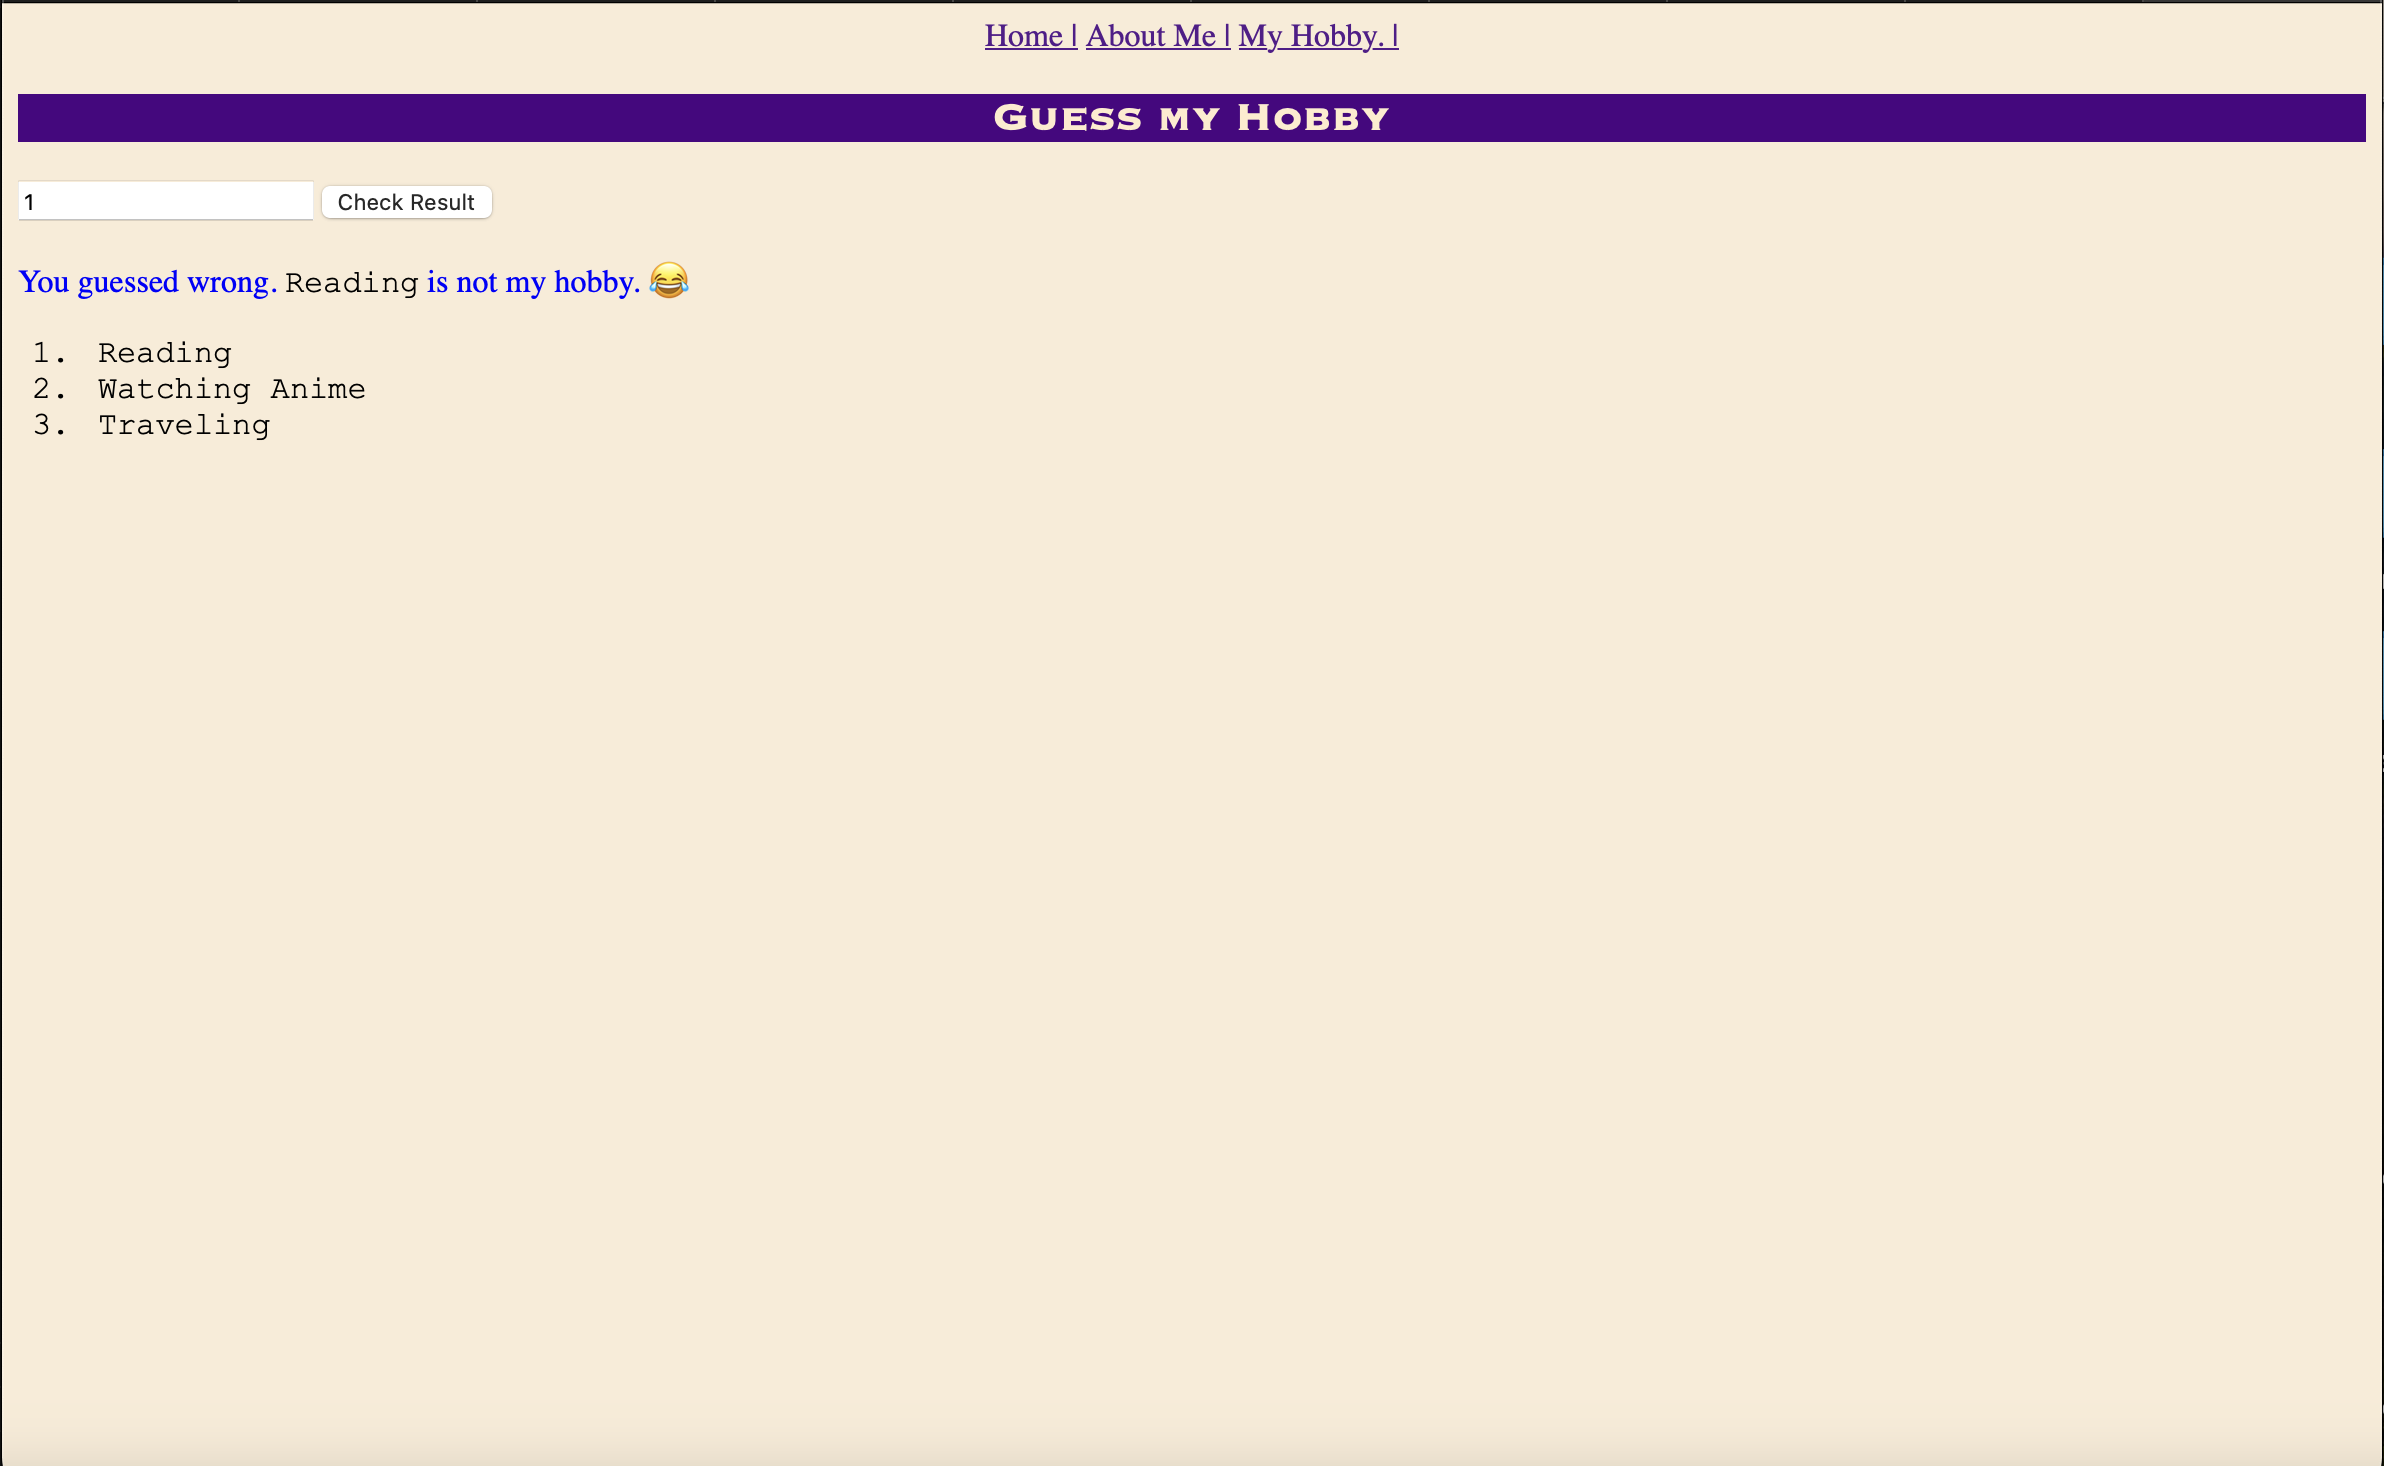 Home | About Me | My Hobby. |
Guess my Hobby
1 Check Result
You guessed wrong. Reading is not my hobby. 😂
1. Reading
2. Watching Anime
3. Traveling